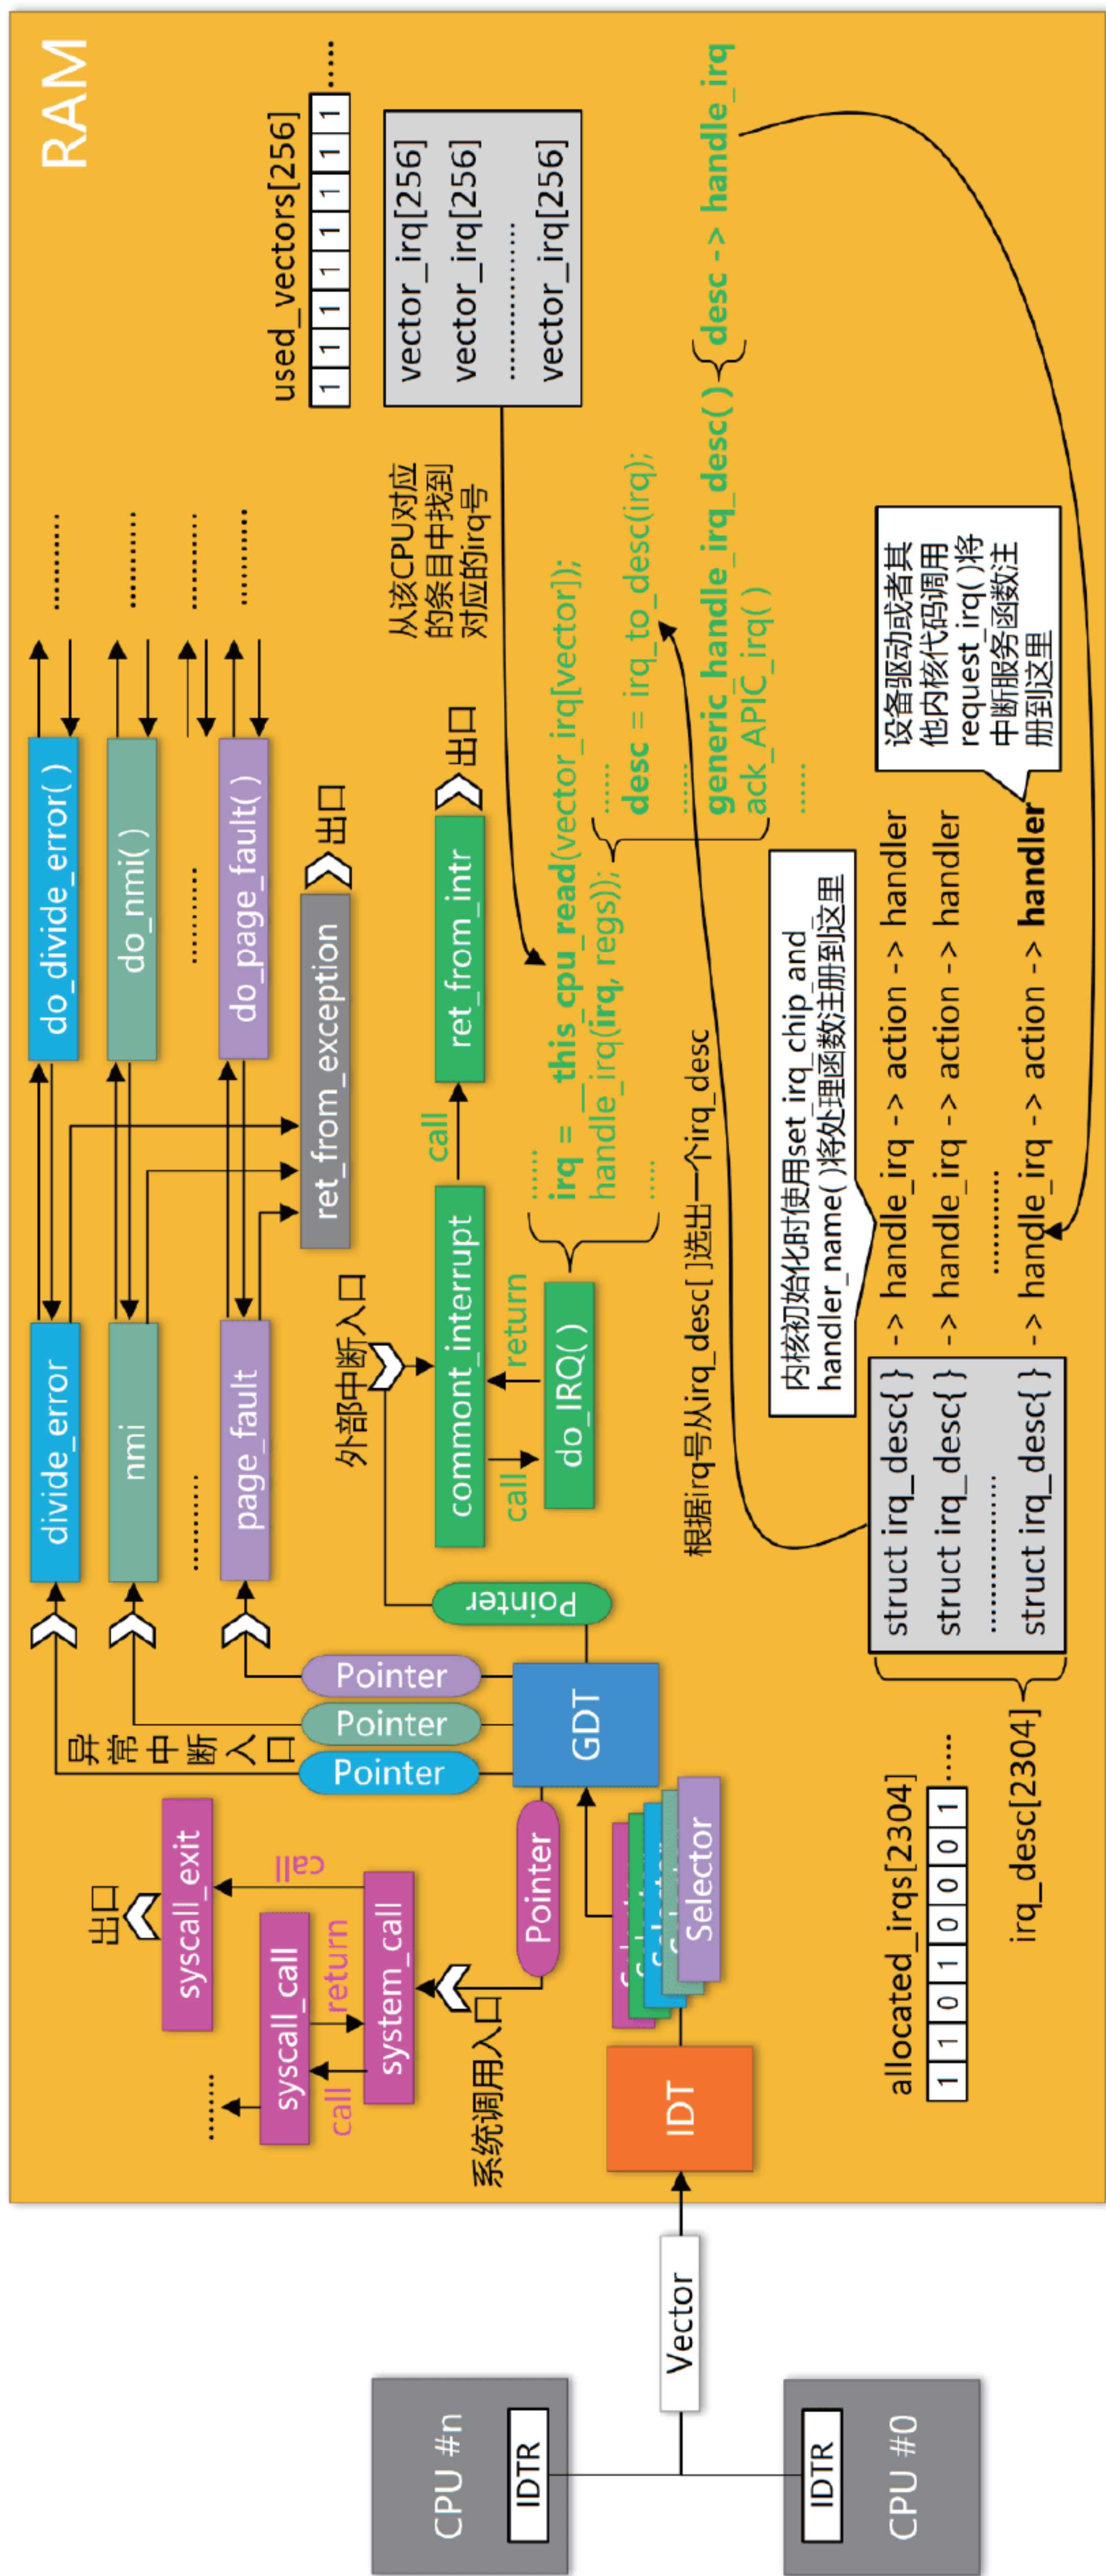 RAM
CPU #n
IDTR
CPU #0
IDTR
Vector
IDT
Selector
GDT
Pointer
Pointer
Pointer
Pointer
Pointer
系统调用入口
system_call
call
return
syscall_call
........
call
syscall_exit
出口
异常中断入口
divide_error
nmi
..........
page_fault
do_divide_error( )
do_nmi( )
..........
do_page_fault( )
..........
..........
..........
..........
ret_from_exception
出口
外部中断入口
commont_interrupt
call
ret_from_intr
出口
call
return
do_IRQ( )
......
irq = __this_cpu_read(vector_irq[vector]);
handle_irq(irq, regs));
......
......
desc = irq_to_desc(irq);
......
generic_handle_irq_desc( )
ack_APIC_irq( )
......
desc -> handle_irq
从该CPU对应
的条目中找到
对应的irq号
used_vectors[256]
1 1 1 1 1 1 1 1 ......
vector_irq[256]
vector_irq[256]
..................
vector_irq[256]
根据irq号从irq_desc[ ]选出一个irq_desc
内核初始化时使用set_irq_chip_and_
handler_name( )将处理函数注册到这里
设备驱动或者其
他内核代码调用
request_irq( )将
中断服务函数注
册到这里
allocated_irqs[2304]
1 1 0 1 0 0 0 1 ......
irq_desc[2304]
struct irq_desc{ } -> handle_irq -> action -> handler
struct irq_desc{ } -> handle_irq -> action -> handler
.................. ............
struct irq_desc{ } -> handle_irq -> action -> handler